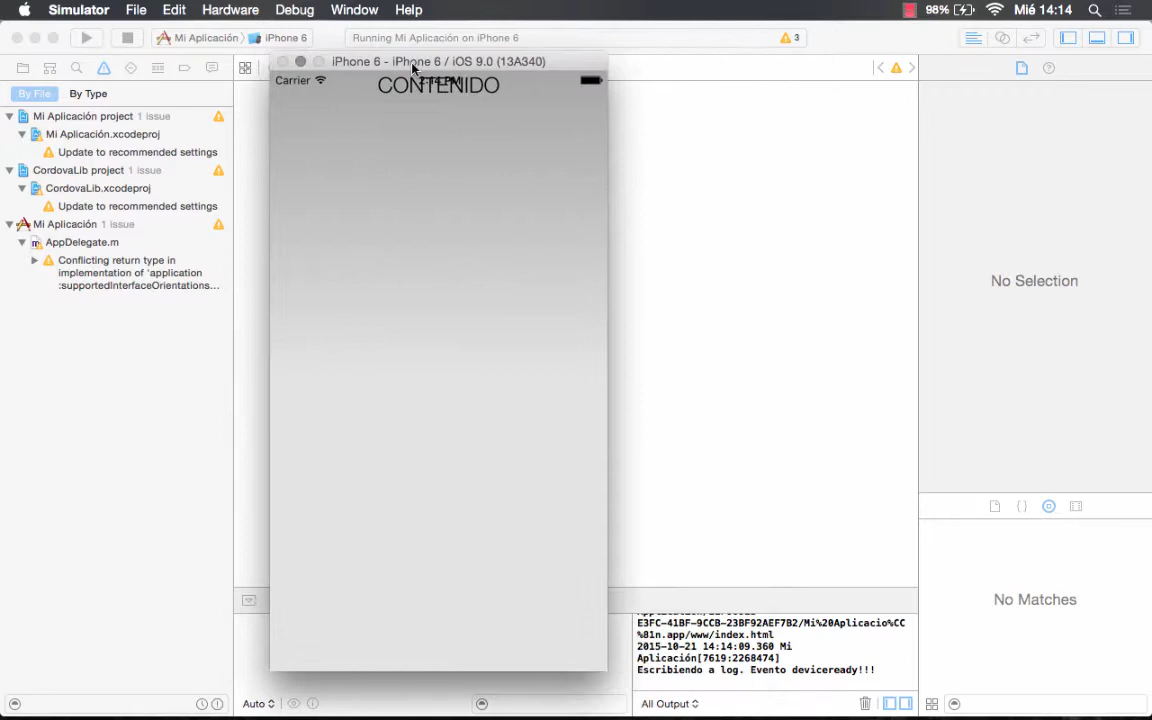 Simulator File Edit Hardware Debug Window Help 98% Mié 14:14
Mi Aplicación iPhone 6 Running Mi Aplicación on iPhone 6 3
iPhone 6 - iPhone 6 / iOS 9.0 (13A340)
By File By Type
Carrier
CONTENIDO
Mi Aplicación project 1 issue
Mi Aplicación.xcodeproj
Update to recommended settings
CordovaLib project 1 issue
CordovaLib.xcodeproj
Update to recommended settings
Mi Aplicación 1 issue
AppDelegate.m
Conflicting return type in
implementation of 'application
:supportedInterfaceOrientations...
No Selection
No Matches
E3FC-41BF-9CCB-23BF92AEF7B2/Mi%20Aplicacio%CC
%81n.app/www/index.html
2015-10-21 14:14:09.360 Mi
Aplicación[7619:2268474]
Escribiendo a log. Evento deviceready!!!
Auto
All Output